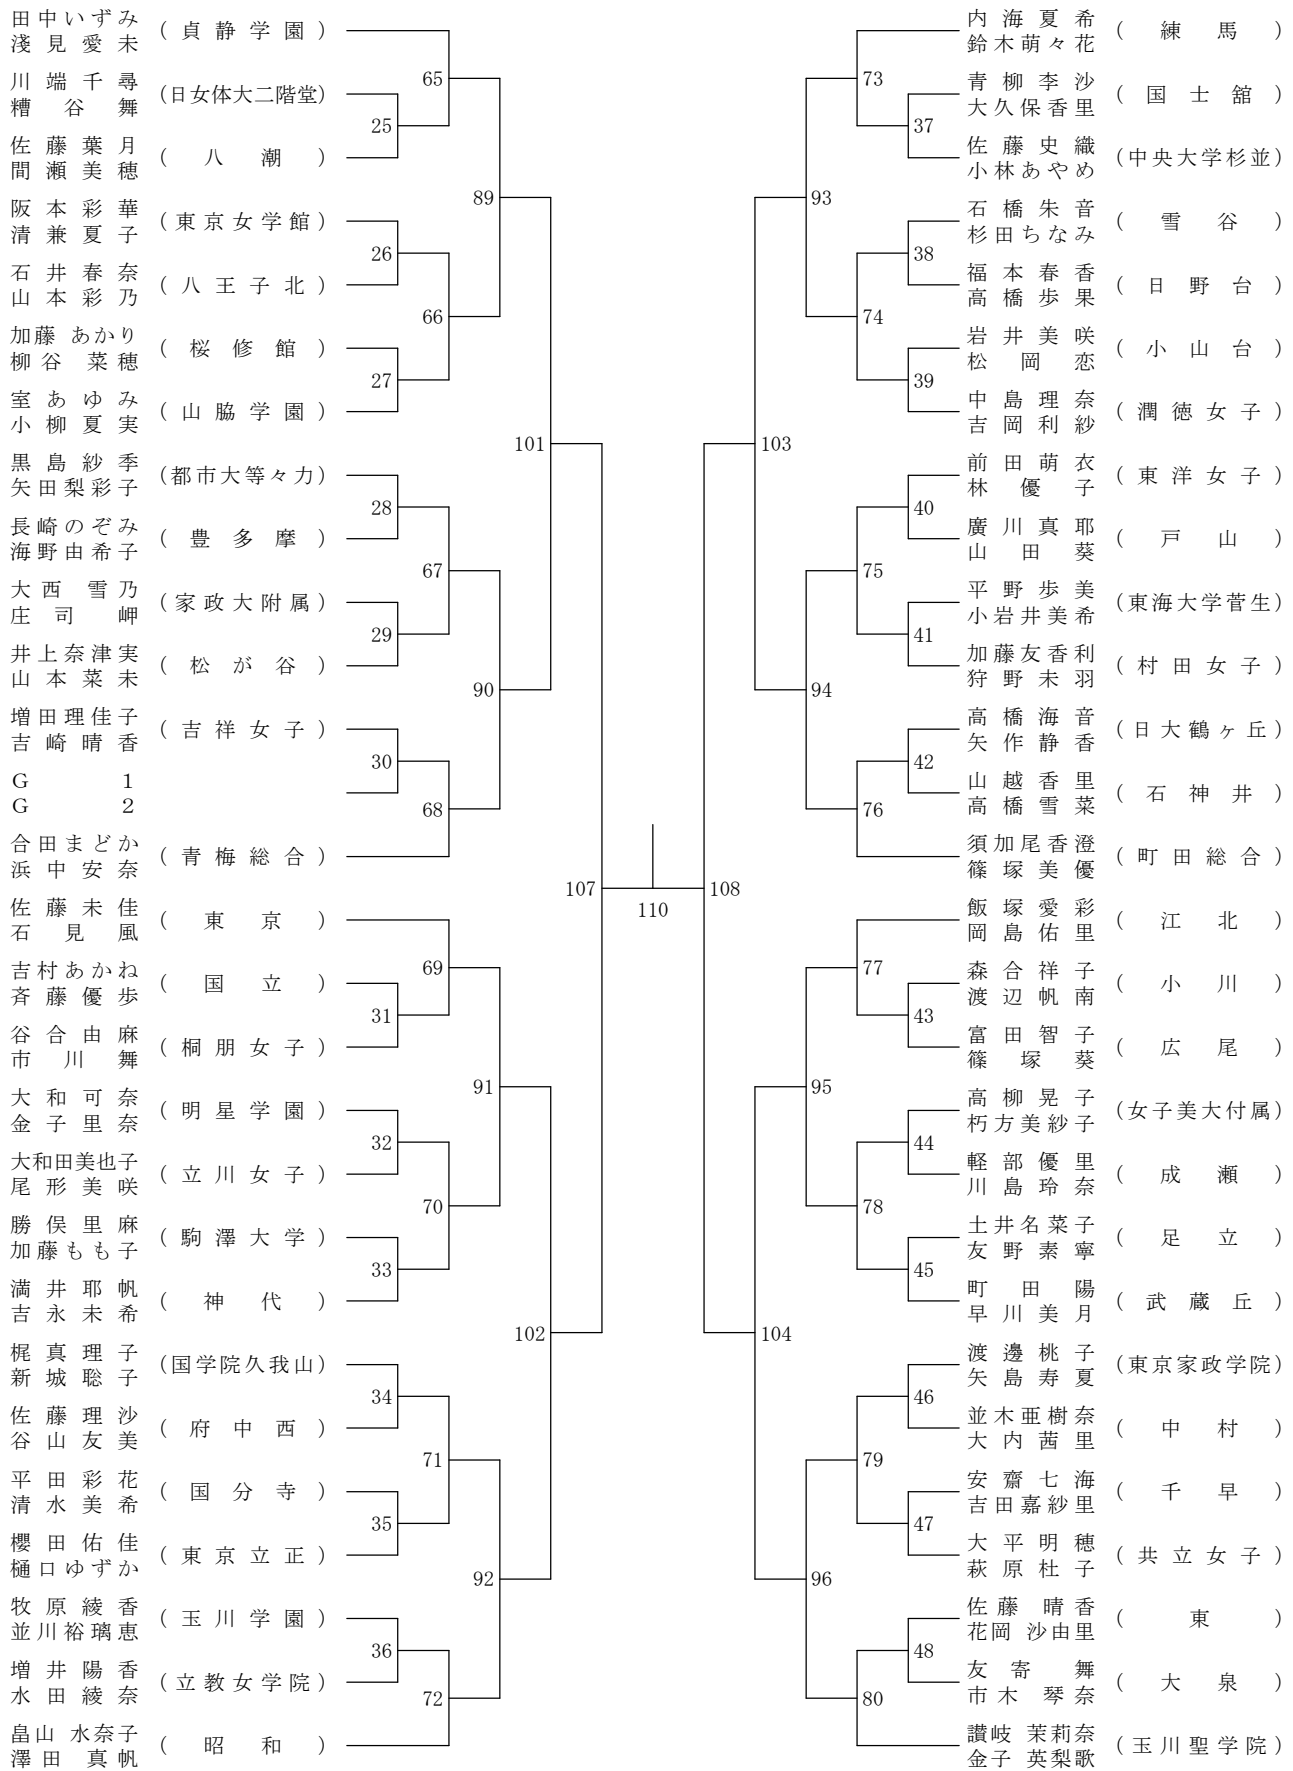 田中いずみ
淺見愛未
（貞静学園）
川端千尋
糟谷舞
（日女体大二階堂）
佐藤葉月
間瀬美穂
（八潮）
阪本彩華
清兼夏子
（東京女学館）
石井春奈
山本彩乃
（八王子北）
加藤 あかり
柳谷 菜穂
（桜修館）
室あゆみ
小柳夏実
（山脇学園）
黒島紗季
矢田梨彩子
（都市大等々力）
長崎のぞみ
海野由希子
（豊多摩）
大西 雪乃
庄司 岬
（家政大附属）
井上奈津実
山本菜未
（松が谷）
増田理佳子
吉崎晴香
（吉祥女子）
G 1
G 2
合田まどか
浜中安奈
（青梅総合）
佐藤未佳
石見風
（東京）
吉村あかね
斉藤優歩
（国立）
谷合由麻
市川舞
（桐朋女子）
大和可奈
金子里奈
（明星学園）
大和田美也子
尾形美咲
（立川女子）
勝俣里麻
加藤もも子
（駒澤大学）
満井耶帆
吉永未希
（神代）
梶真理子
新城聡子
（国学院久我山）
佐藤理沙
谷山友美
（府中西）
平田彩花
清水美希
（国分寺）
櫻田佑佳
樋口ゆずか
（東京立正）
牧原綾香
並川裕璃恵
（玉川学園）
増井陽香
水田綾奈
（立教女学院）
畠山 水奈子
澤田 真帆
（昭和）
65
25
89
26
66
27
101
28
67
29
90
30
68
107
69
31
91
32
70
33
102
34
71
35
92
36
72
110
108
73
37
93
38
74
39
103
40
75
41
94
42
76
77
43
95
44
78
45
104
46
79
47
96
48
80
内海夏希
鈴木萌々花
（練馬）
青柳李沙
大久保香里
（国士舘）
佐藤史織
小林あやめ
（中央大学杉並）
石橋朱音
杉田ちなみ
（雪谷）
福本春香
高橋歩果
（日野台）
岩井美咲
松岡恋
（小山台）
中島理奈
吉岡利紗
（潤徳女子）
前田萌衣
林優子
（東洋女子）
廣川真耶
山田葵
（戸山）
平野歩美
小岩井美希
（東海大学菅生）
加藤友香利
狩野未羽
（村田女子）
高橋海音
矢作静香
（日大鶴ヶ丘）
山越香里
高橋雪菜
（石神井）
須加尾香澄
篠塚美優
（町田総合）
飯塚愛彩
岡島佑里
（江北）
森合祥子
渡辺帆南
（小川）
富田智子
篠塚葵
（広尾）
高柳晃子
朽方美紗子
（女子美大付属）
軽部優里
川島玲奈
（成瀬）
土井名菜子
友野素寧
（足立）
町田陽
早川美月
（武蔵丘）
渡邊桃子
矢島寿夏
（東京家政学院）
並木亜樹奈
大内茜里
（中村）
安齋七海
吉田嘉紗里
（千早）
大平明穂
萩原杜子
（共立女子）
佐藤 晴香
花岡 沙由里
（東）
友寄 舞
市木 琴奈
（大泉）
讃岐 茉莉奈
金子 英梨歌
（玉川聖学院）